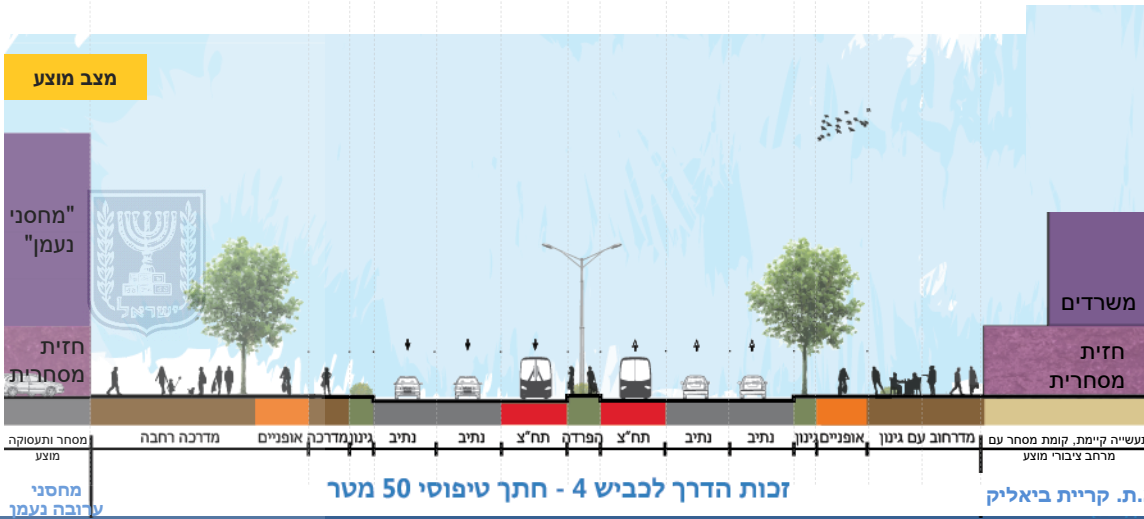 מצב מוצע
"מחסני
נעמן"
ישראל
משרדים
חזית
מסחרית
חזית
מסחרית
תעשייה קיימת, קומת מסחר עם
מרחב ציבורי מוצע
מדרחוב עם גינון
אופניים
גינון
נתיב
נתיב
תח"צ
הפרדה
תח"צ
נתיב
נתיב
גינון
מדרכה
אופניים
מדרכה רחבה
מסחר ותעסוקה
מוצע
זכות הדרך לכביש 4 - חתך טיפוסי 50 מטר
.ת. קריית ביאליק
מחסני
ערובה נעמן